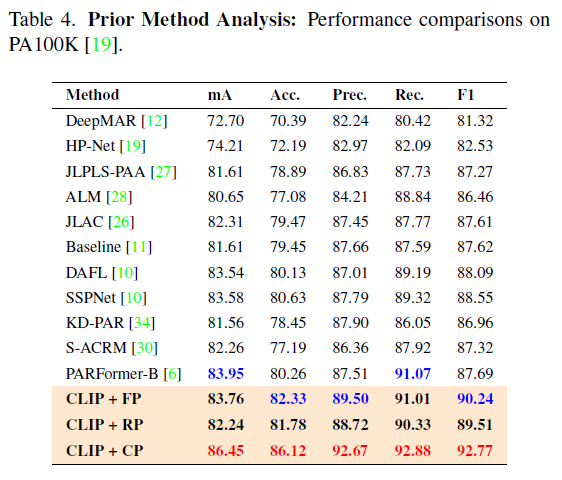 Table 4. Prior Method Analysis: Performance comparisons on
PA100K [19].
Method mA Acc. Prec. Rec. F1
DeepMAR [12] 72.70 70.39 82.24 80.42 81.32
HP-Net [19] 74.21 72.19 82.97 82.09 82.53
JLPLS-PAA [27] 81.61 78.89 86.83 87.73 87.27
ALM [28] 80.65 77.08 84.21 88.84 86.46
JLAC [26] 82.31 79.47 87.45 87.77 87.61
Baseline [11] 81.61 79.45 87.66 87.59 87.62
DAFL [10] 83.54 80.13 87.01 89.19 88.09
SSPNet [10] 83.58 80.63 87.79 89.32 88.55
KD-PAR [34] 81.56 78.45 87.90 86.05 86.96
S-ACRM [30] 82.26 77.19 86.36 87.92 87.32
PARFormer-B [6] 83.95 80.26 87.51 91.07 87.69
CLIP + FP 83.76 82.33 89.50 91.01 90.24
CLIP + RP 82.24 81.78 88.72 90.33 89.51
CLIP + CP 86.45 86.12 92.67 92.88 92.77